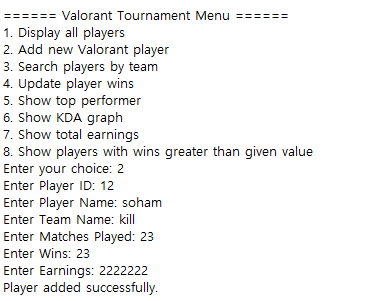 ====== Valorant Tournament Menu ======
1. Display all players
2. Add new Valorant player
3. Search players by team
4. Update player wins
5. Show top performer
6. Show KDA graph
7. Show total earnings
8. Show players with wins greater than given value
Enter your choice: 2
Enter Player ID: 12
Enter Player Name: soham
Enter Team Name: kill
Enter Matches Played: 23
Enter Wins: 23
Enter Earnings: 2222222
Player added successfully.